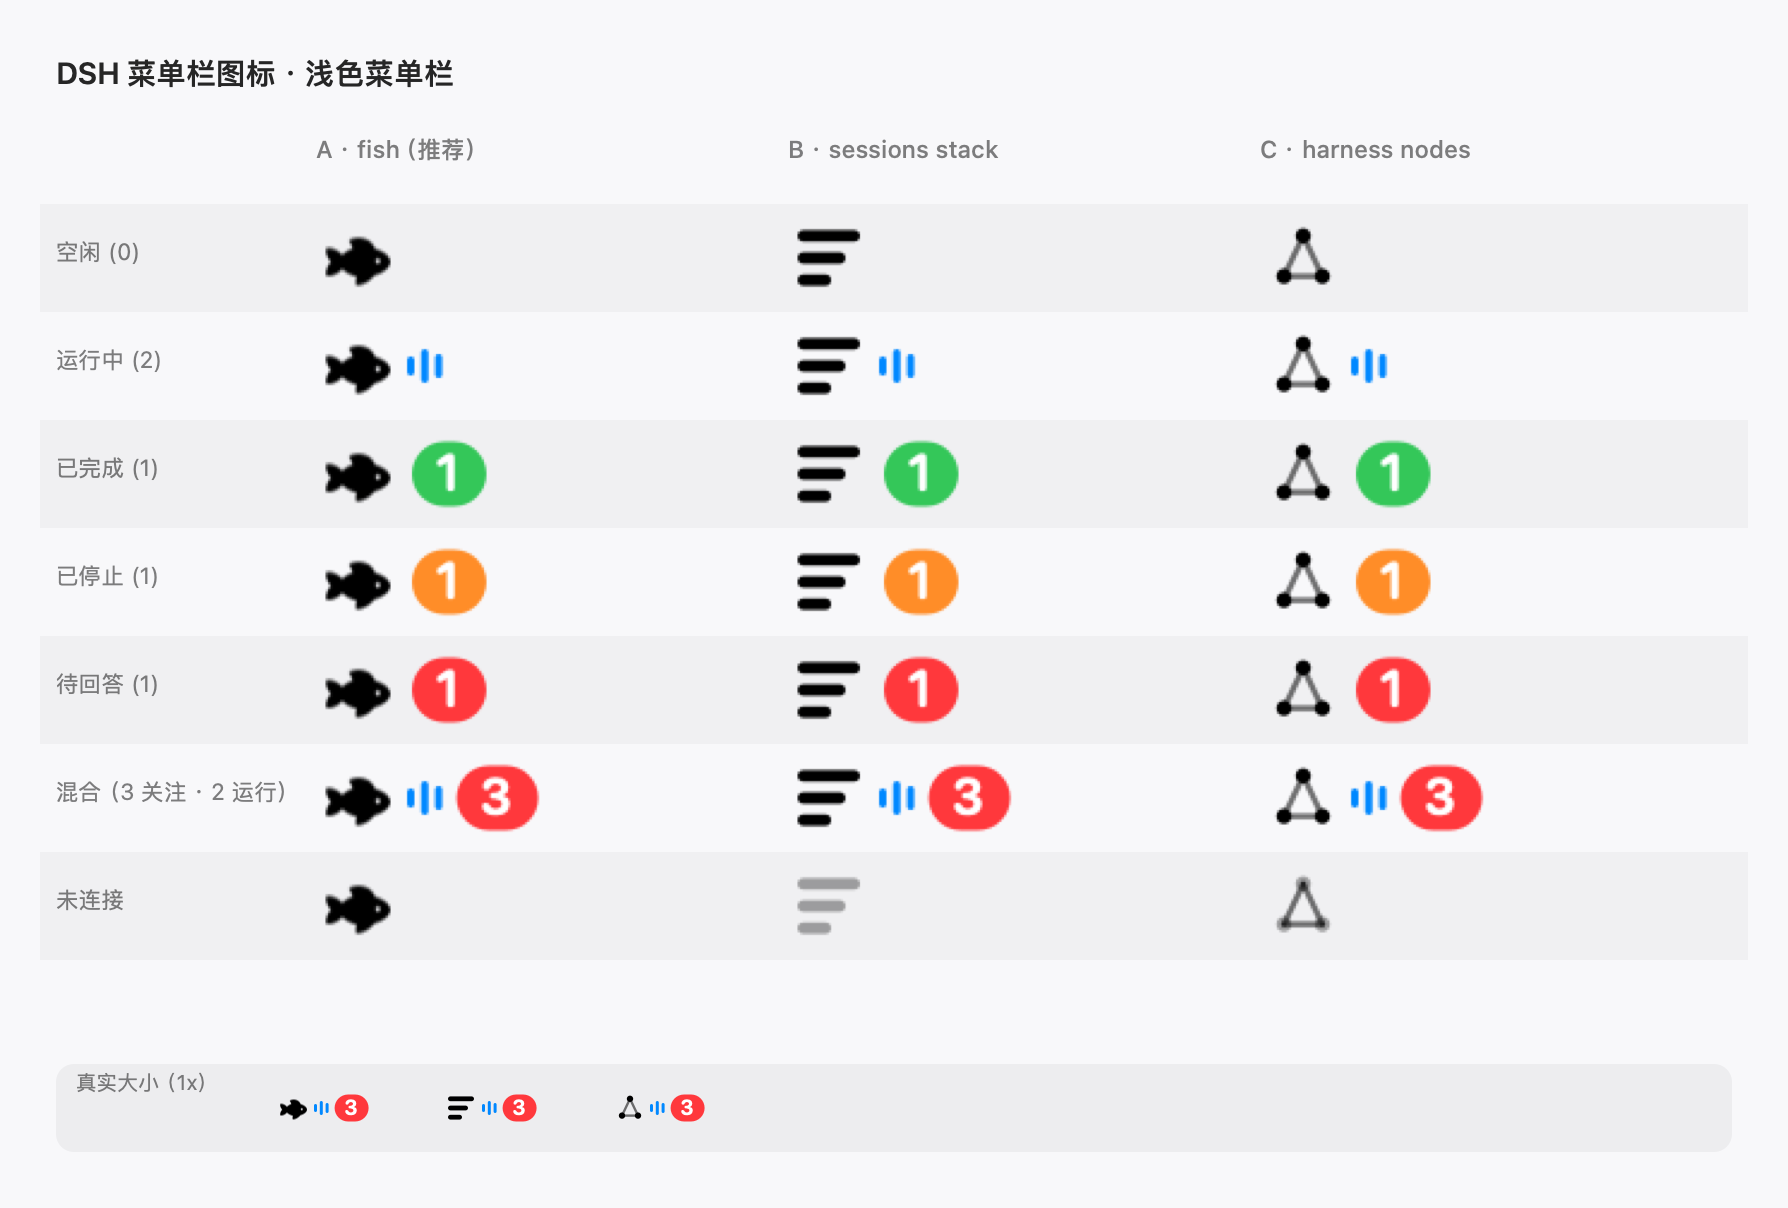 DSH 菜单栏图标 · 浅色菜单栏
A · fish (推荐)
B · sessions stack
C · harness nodes
空闲 (0)
运行中 (2)
已完成 (1)
1
1
1
已停止 (1)
1
1
1
待回答 (1)
1
1
1
混合 (3 关注 · 2 运行)
3
3
3
未连接
真实大小 (1x)
3
3
3